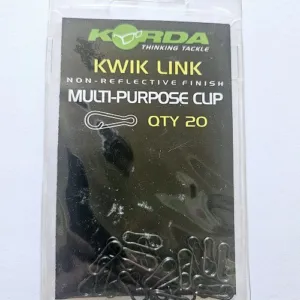 KORDA
THINKING TACKLE
KWIK LINK
NON-REFLECTIVE FINISH
MULTI-PURPOSE CLIP
QTY 20